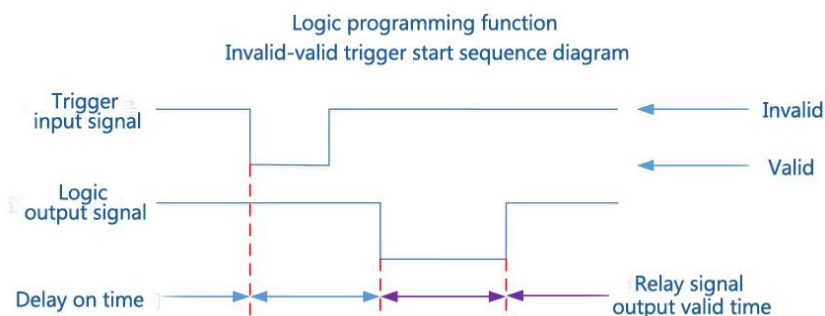 Logic programming function
Invalid-valid trigger start sequence diagram
Trigger
input signal
Invalid
Valid
Logic
output signal
Delay on time
Relay signal
output valid time